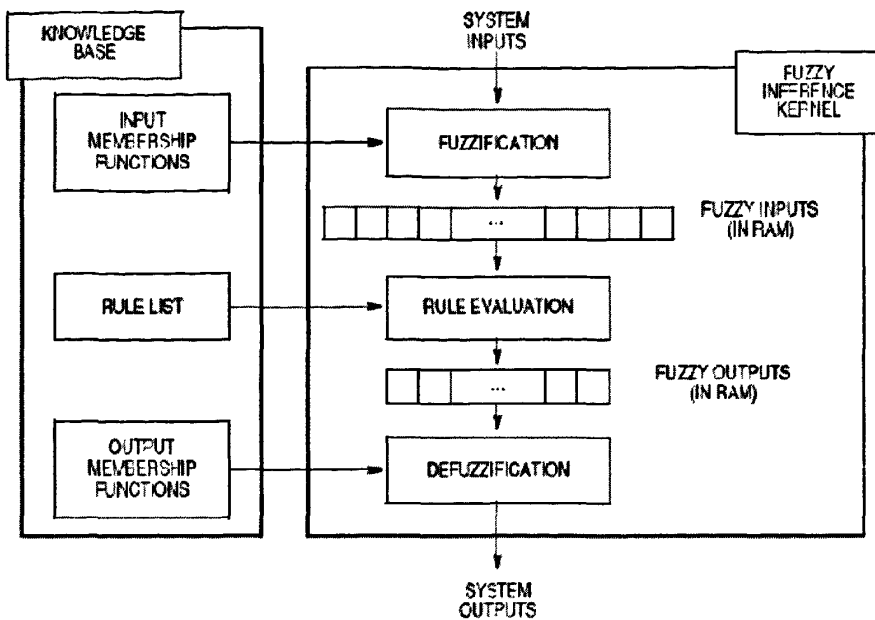 KNOWLEDGE
BASE
SYSTEM
INPUTS
FUZZY
INFERENCE
KERNEL
INPUT
MEMBERSHIP
FUNCTIONS
FUZZIFICATION
...
FUZZY INPUTS
(IN RAM)
RULE LIST
RULE EVALUATION
...
FUZZY OUTPUTS
(IN RAM)
OUTPUT
MEMBERSHIP
FUNCTIONS
DEFUZZIFICATION
SYSTEM
OUTPUTS